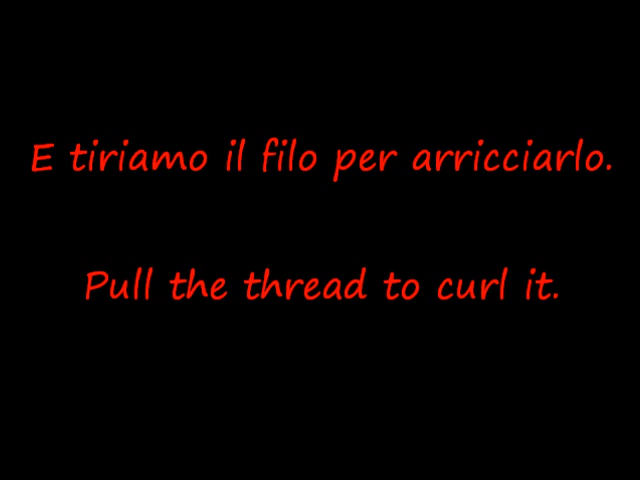 E tiriamo il filo per arricciarlo.
Pull the thread to curl it.